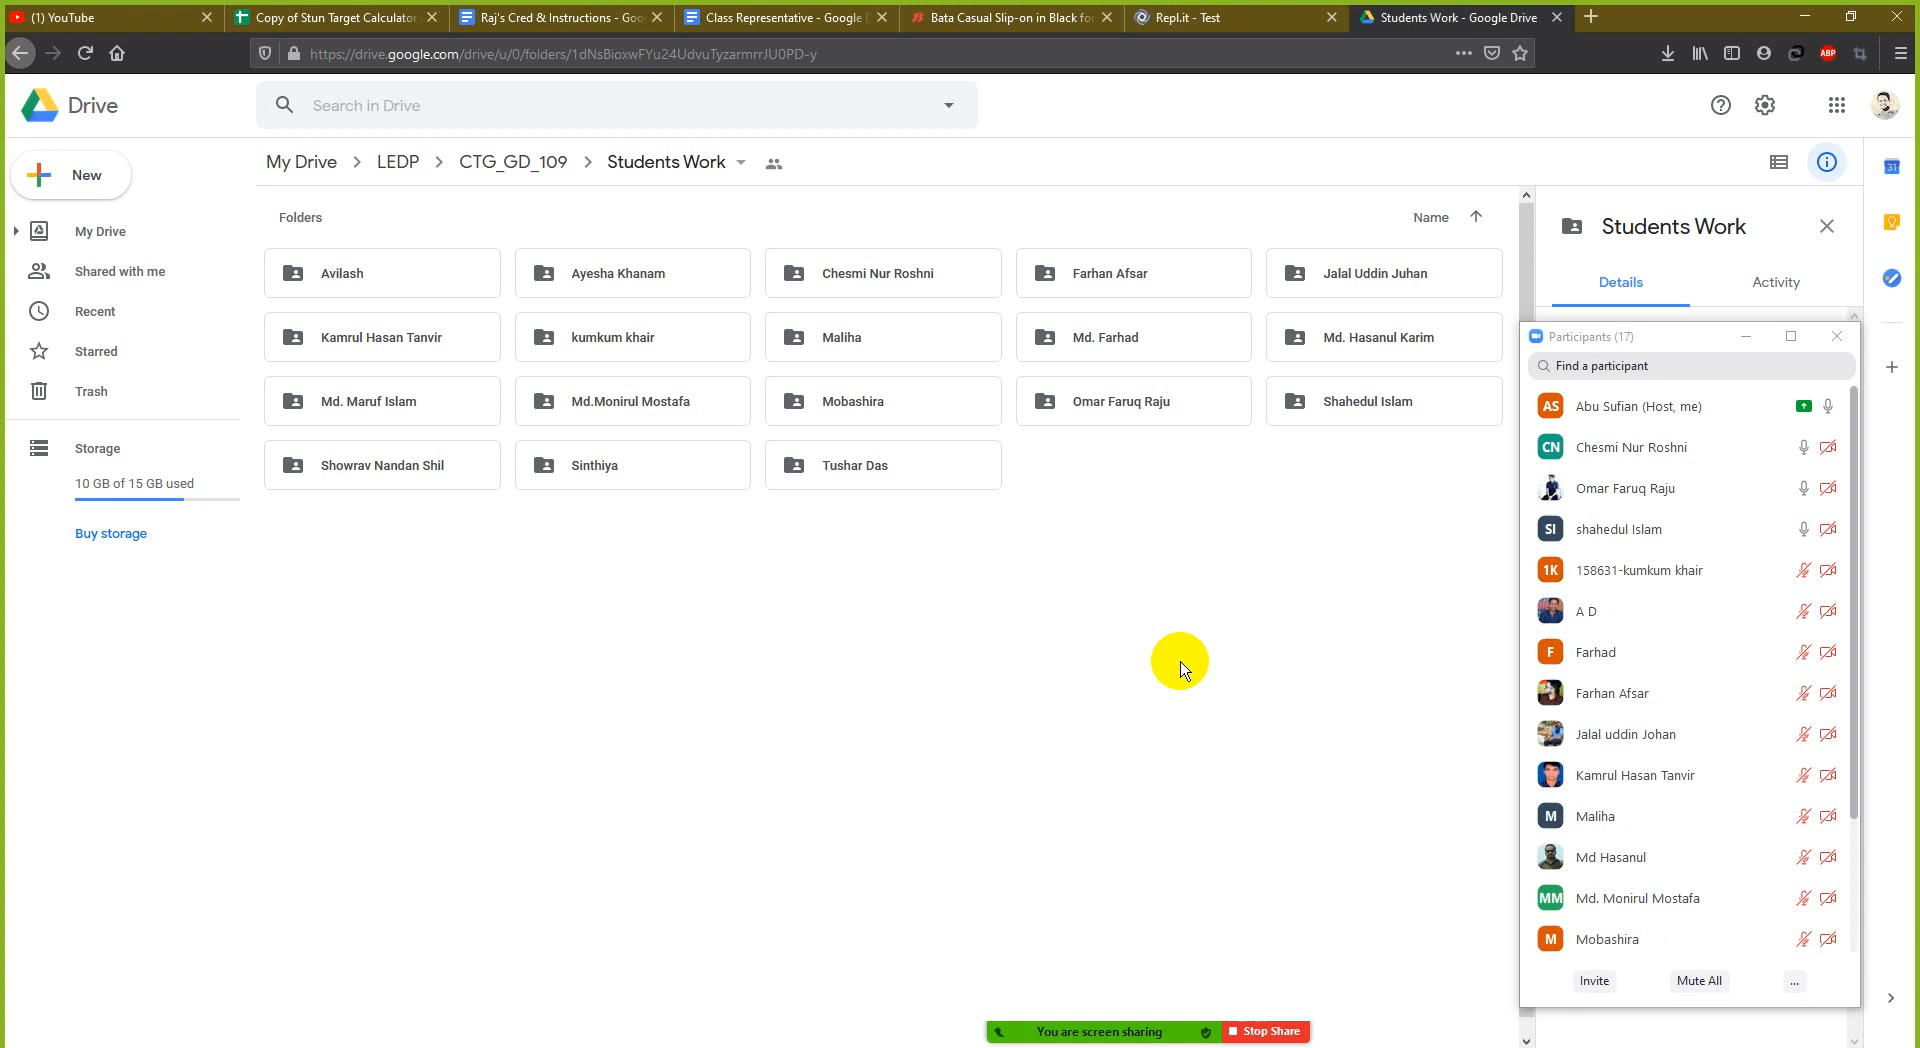 (1) YouTube
Copy of Stun Target Calculator
Raj's Cred & Instructions - Goo
Class Representative - Google D
Bata Casual Slip-on in Black for
Repl.it - Test
Students Work - Google Drive
https://drive.google.com/drive/u/0/folders/1dNsBioxwFYu24UdvuTyzarmrrJU0PD-y
ABP
Drive
Search in Drive
New
My Drive > LEDP > CTG_GD_109 > Students Work
31
My Drive
Shared with me
Recent
Starred
Trash
Storage
10 GB of 15 GB used
Buy storage
Folders
Name
Avilash
Ayesha Khanam
Chesmi Nur Roshni
Farhan Afsar
Jalal Uddin Juhan
Kamrul Hasan Tanvir
kumkum khair
Maliha
Md. Farhad
Md. Hasanul Karim
Md. Maruf Islam
Md.Monirul Mostafa
Mobashira
Omar Faruq Raju
Shahedul Islam
Showrav Nandan Shil
Sinthiya
Tushar Das
Students Work
Details
Activity
Participants (17)
Find a participant
AS Abu Sufian (Host, me)
CN Chesmi Nur Roshni
Omar Faruq Raju
SI shahedul Islam
1K 158631-kumkum khair
A D
F Farhad
Farhan Afsar
Jalal uddin Johan
Kamrul Hasan Tanvir
M Maliha
Md Hasanul
MM Md. Monirul Mostafa
M Mobashira
Invite
Mute All
...
You are screen sharing
Stop Share